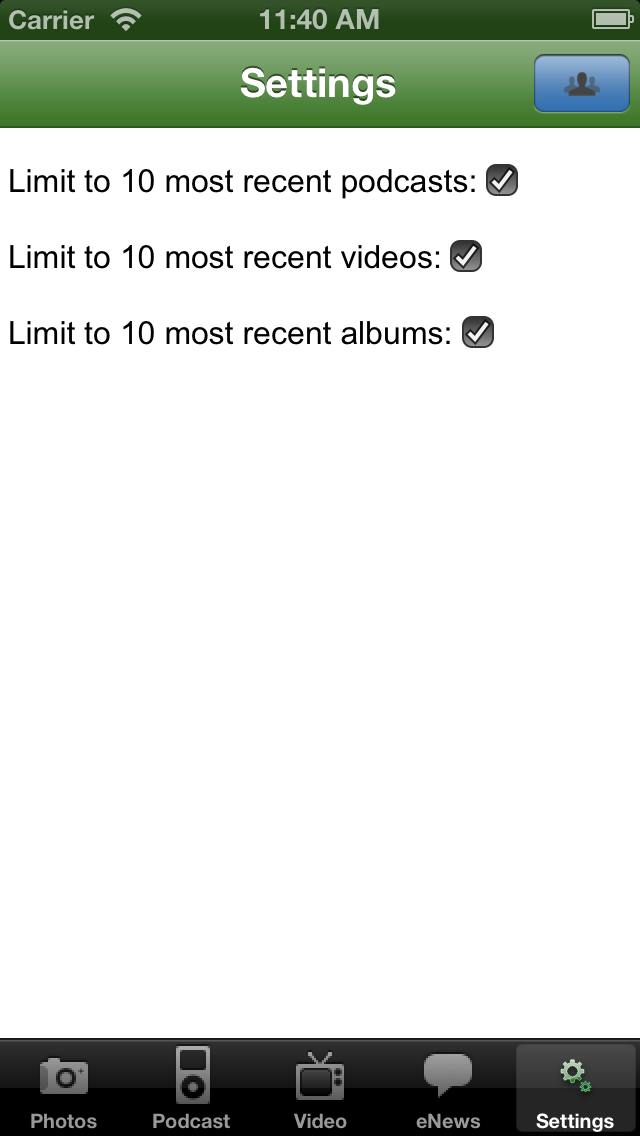 Carrier 11:40 AM
Settings
Limit to 10 most recent podcasts:
Limit to 10 most recent videos:
Limit to 10 most recent albums:
Photos Podcast Video eNews Settings